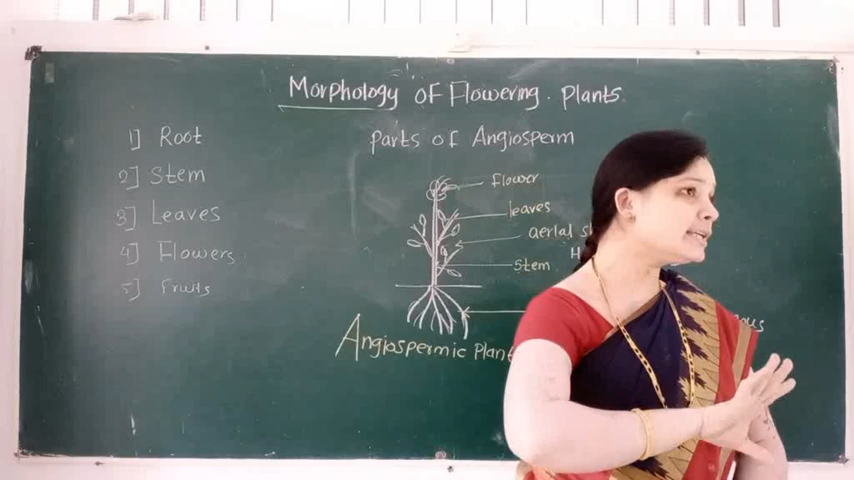 Morphology of Flowering. Plants
1] Root
2] Stem
3] Leaves
4] Flowers
5] Fruits
Parts of Angiosperm
flower
leaves
aerial
stem
Angiospermic Plant